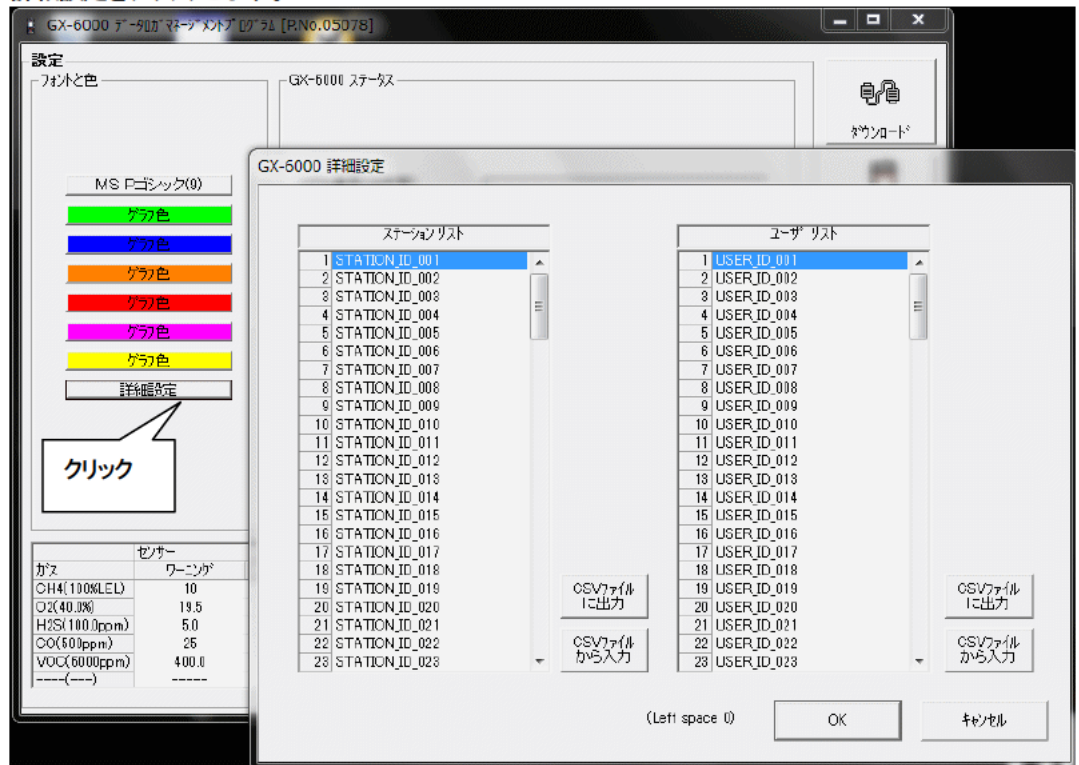 GX-6000 ﾃﾞｰﾀﾛｶﾞﾏﾈｰｼﾞﾒﾝﾄﾌﾟﾛｸﾞﾗﾑ [P.No.05078]
設定
ﾌｫﾝﾄと色
GX-6000 ｽﾃｰﾀｽ
ﾀﾞｳﾝﾛｰﾄﾞ
MS Pゴシック(9)
ｸﾞﾗﾌ色
ｸﾞﾗﾌ色
ｸﾞﾗﾌ色
ｸﾞﾗﾌ色
ｸﾞﾗﾌ色
ｸﾞﾗﾌ色
詳細設定
クリック
センサー
ｶﾞｽ ﾜｰﾆﾝｸﾞ
CH4(100%LEL) 10
O2(40.0%) 19.5
H2S(100.0ppm) 5.0
CO(500ppm) 25
VOC(6000ppm) 400.0
----(---) -----
GX-6000 詳細設定
ｽﾃｰｼｮﾝ ﾘｽﾄ
1 STATION_ID_001
2 STATION_ID_002
3 STATION_ID_003
4 STATION_ID_004
5 STATION_ID_005
6 STATION_ID_006
7 STATION_ID_007
8 STATION_ID_008
9 STATION_ID_009
10 STATION_ID_010
11 STATION_ID_011
12 STATION_ID_012
13 STATION_ID_013
14 STATION_ID_014
15 STATION_ID_015
16 STATION_ID_016
17 STATION_ID_017
18 STATION_ID_018
19 STATION_ID_019
20 STATION_ID_020
21 STATION_ID_021
22 STATION_ID_022
23 STATION_ID_023
CSVﾌｧｲﾙ
に出力
CSVﾌｧｲﾙ
から入力
ﾕｰｻﾞ ﾘｽﾄ
1 USER_ID_001
2 USER_ID_002
3 USER_ID_003
4 USER_ID_004
5 USER_ID_005
6 USER_ID_006
7 USER_ID_007
8 USER_ID_008
9 USER_ID_009
10 USER_ID_010
11 USER_ID_011
12 USER_ID_012
13 USER_ID_013
14 USER_ID_014
15 USER_ID_015
16 USER_ID_016
17 USER_ID_017
18 USER_ID_018
19 USER_ID_019
20 USER_ID_020
21 USER_ID_021
22 USER_ID_022
23 USER_ID_023
CSVﾌｧｲﾙ
に出力
CSVﾌｧｲﾙ
から入力
(Left space 0)
OK
ｷｬﾝｾﾙ